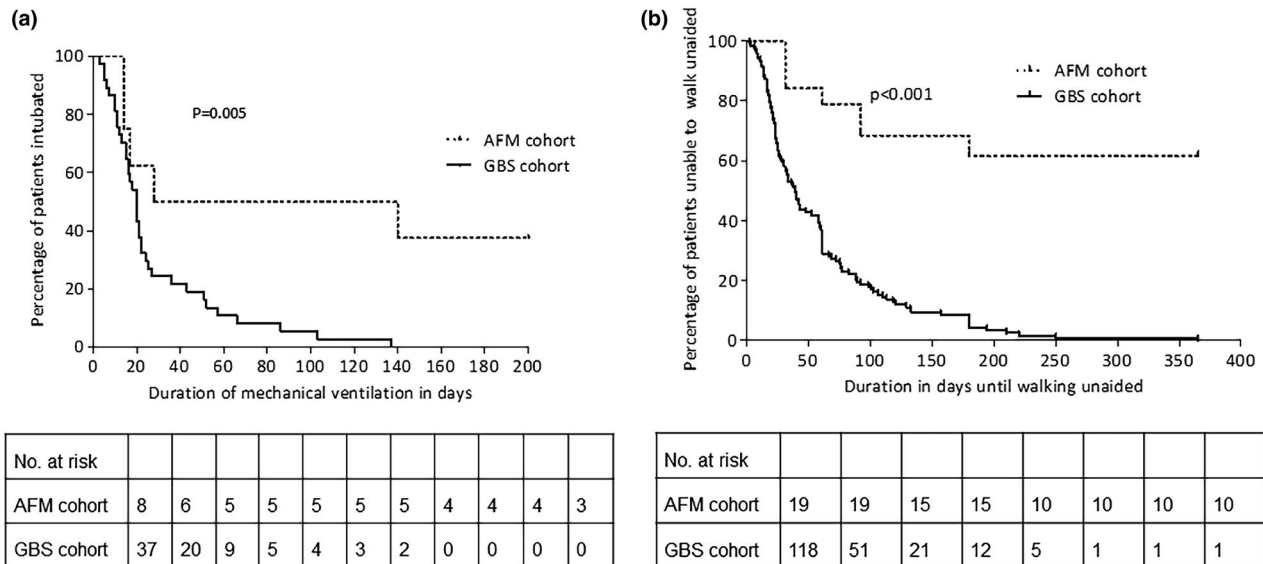 (a)
Percentage of patients intubated
100
80
60
40
20
0
P=0.005
AFM cohort
GBS cohort
0 20 40 60 80 100 120 140 160 180 200
Duration of mechanical ventilation in days
No. at risk
AFM cohort 8 6 5 5 5 5 5 4 4 4 3
GBS cohort 37 20 9 5 4 3 2 0 0 0 0
(b)
Percentage of patients unable to walk unaided
100
80
60
40
20
0
p<0.001
AFM cohort
GBS cohort
0 50 100 150 200 250 300 350 400
Duration in days until walking unaided
No. at risk
AFM cohort 19 19 15 15 10 10 10 10
GBS cohort 118 51 21 12 5 1 1 1